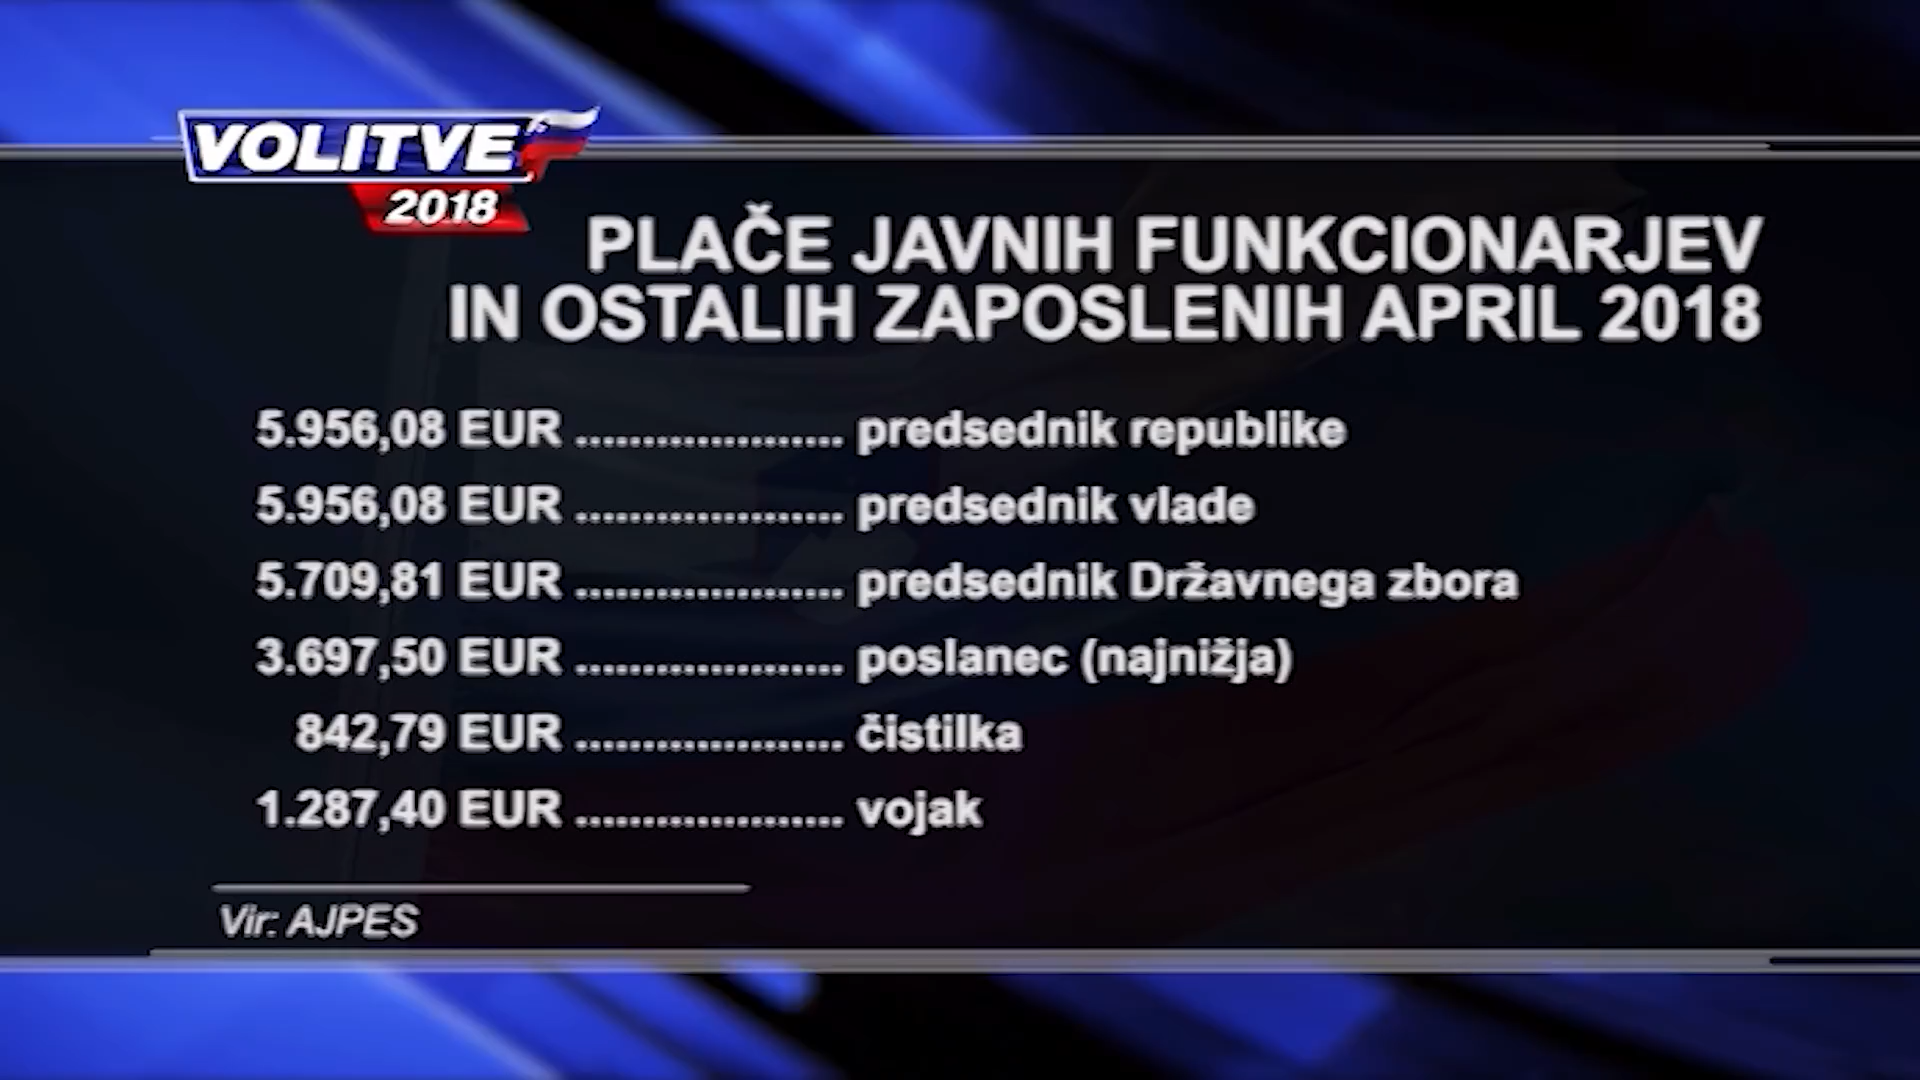 VOLITVE
2018
PLAČE JAVNIH FUNKCIONARJEV
IN OSTALIH ZAPOSLENIH APRIL 2018
5.956,08 EUR ..................... predsednik republike
5.956,08 EUR ..................... predsednik vlade
5.709,81 EUR ..................... predsednik Državnega zbora
3.697,50 EUR ..................... poslanec (najnižja)
842,79 EUR ..................... čistilka
1.287,40 EUR ..................... vojak
Vir: AJPES